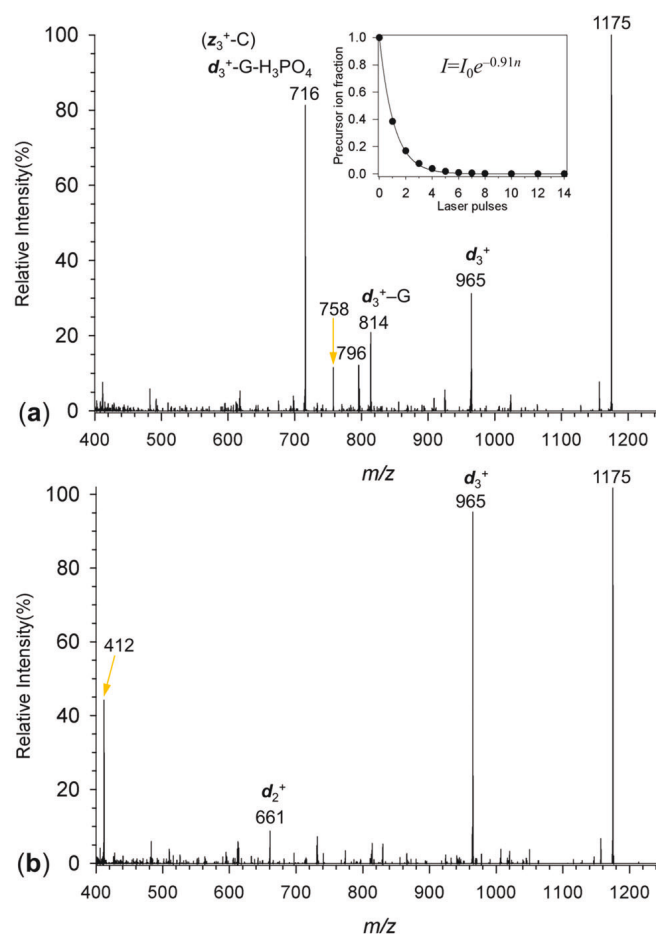 (z₃⁺-C)
d₃⁺-G-H₃PO₄
716
1175
I=I₀e⁻⁰·⁹¹ⁿ
Precursor ion fraction
1.0
0.8
0.6
0.4
0.2
0.0
0 2 4 6 8 10 12 14
Laser pulses
d₃⁺
965
d₃⁺–G
814
758
796
Relative Intensity(%)
100
80
60
40
20
0
(a)
400 500 600 700 800 900 1000 1100 1200
m/z
d₃⁺
965
1175
412
d₂⁺
661
Relative Intensity(%)
100
80
60
40
20
0
(b)
400 500 600 700 800 900 1000 1100 1200
m/z